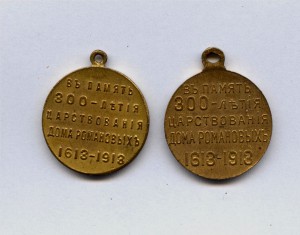 ВЪ ПАМЯТЬ
300-ЛѢТІЯ
ЦАРСТВОВАНІЯ
ДОМА РОМАНОВЫХЪ
1613-1913
ВЪ ПАМЯТЬ
300-ЛѢТІЯ
ЦАРСТВОВАНІЯ
ДОМА РОМАНОВЫХЪ
1613-1913